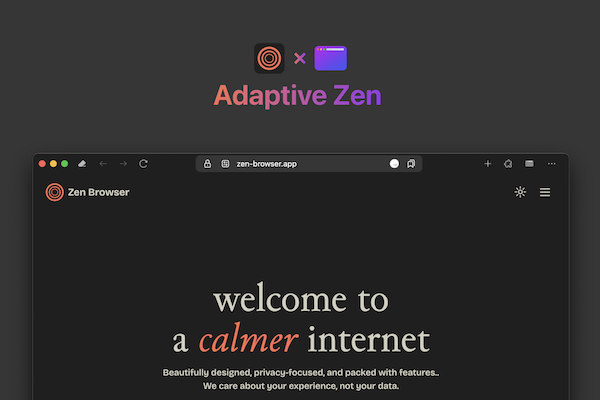 Adaptive Zen
zen-browser.app
Zen Browser
welcome to
a calmer internet
Beautifully designed, privacy-focused, and packed with features..
We care about your experience, not your data.